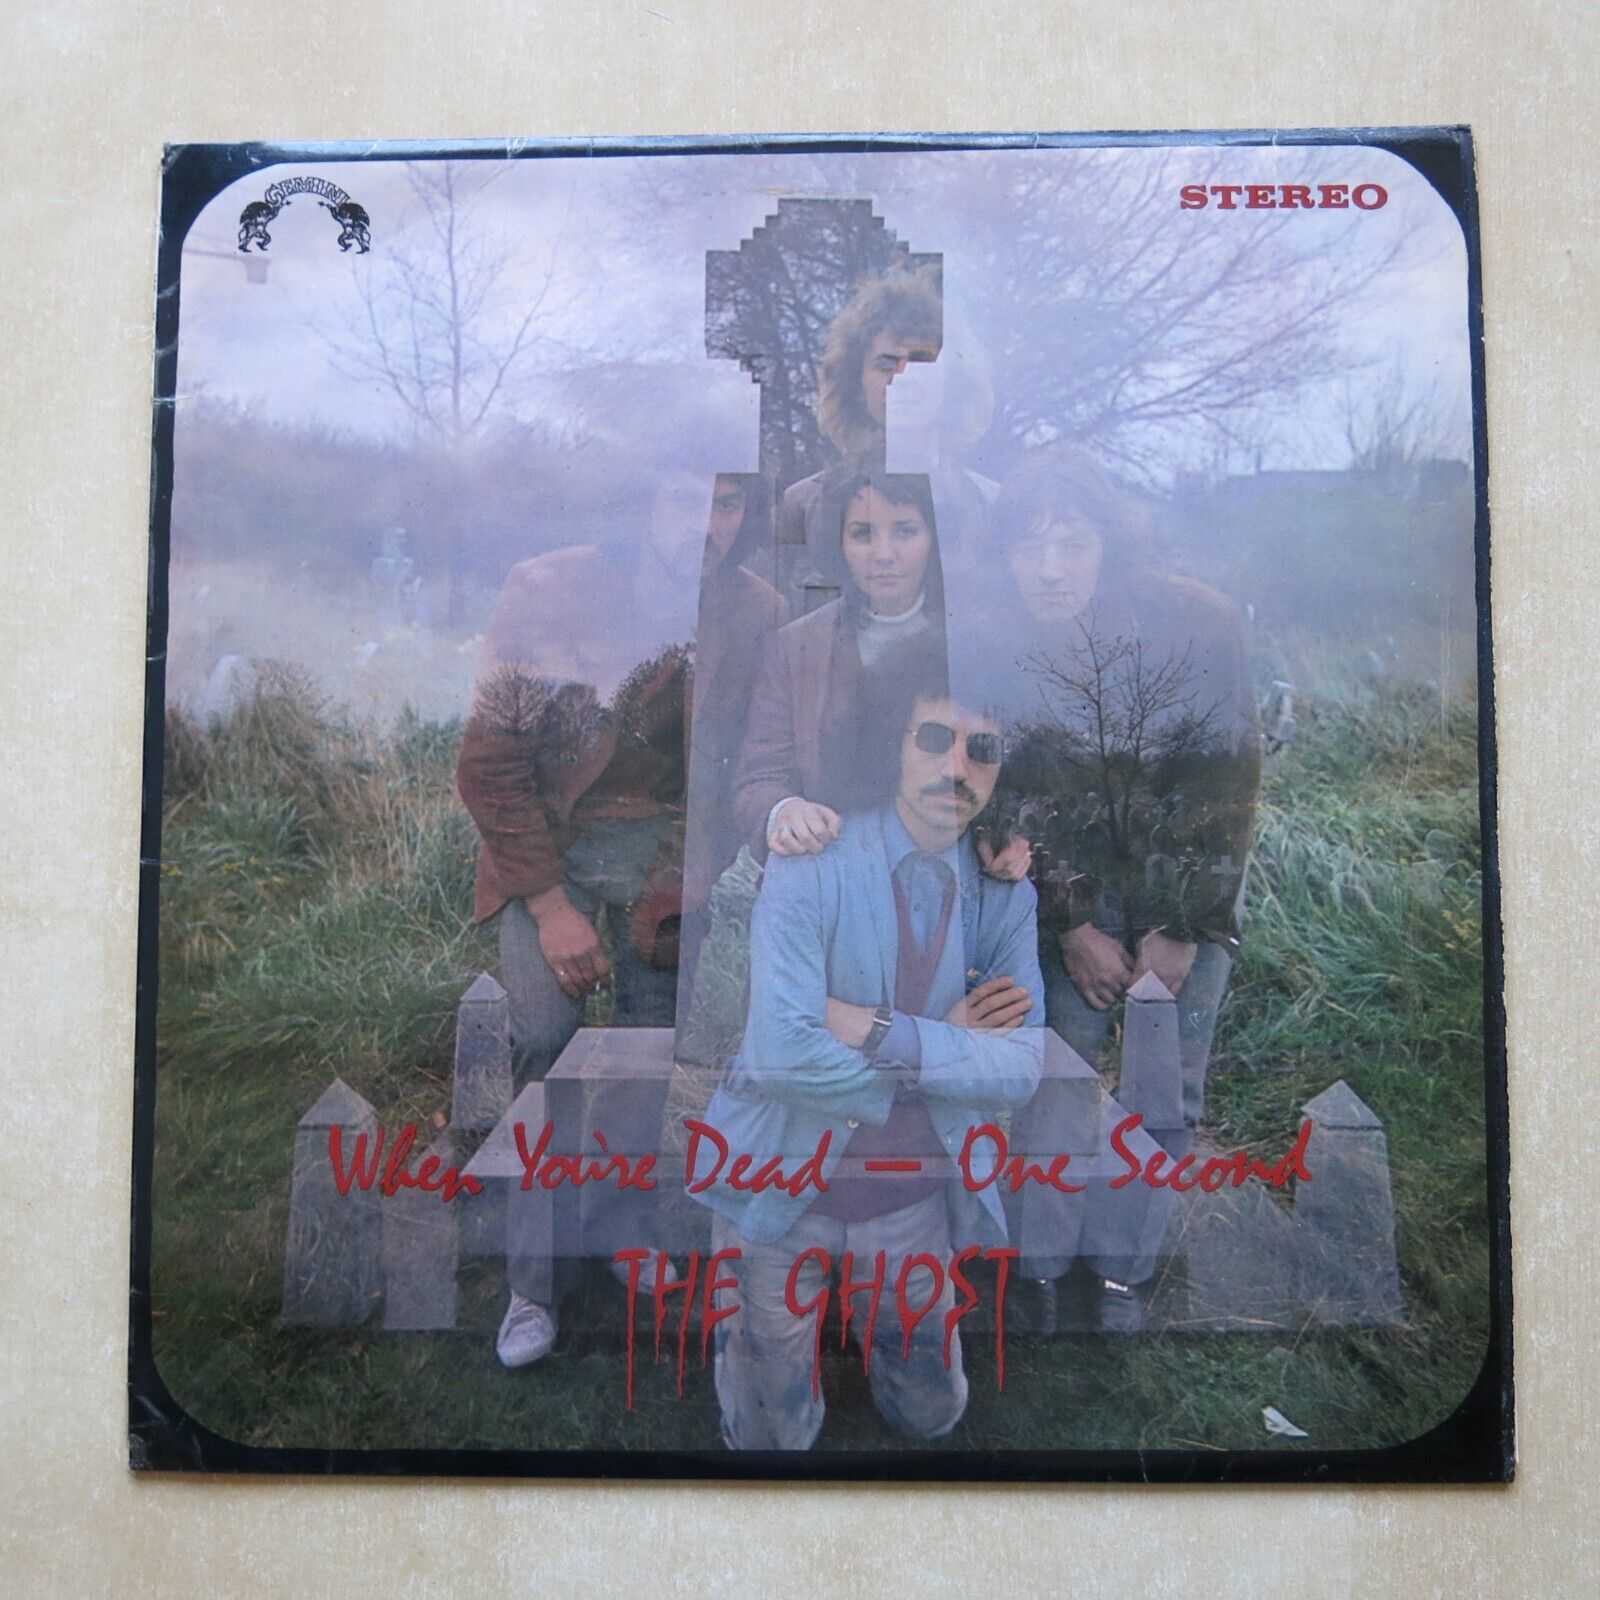 GEMINI
STEREO
When You're Dead — One Second
THE GHOST